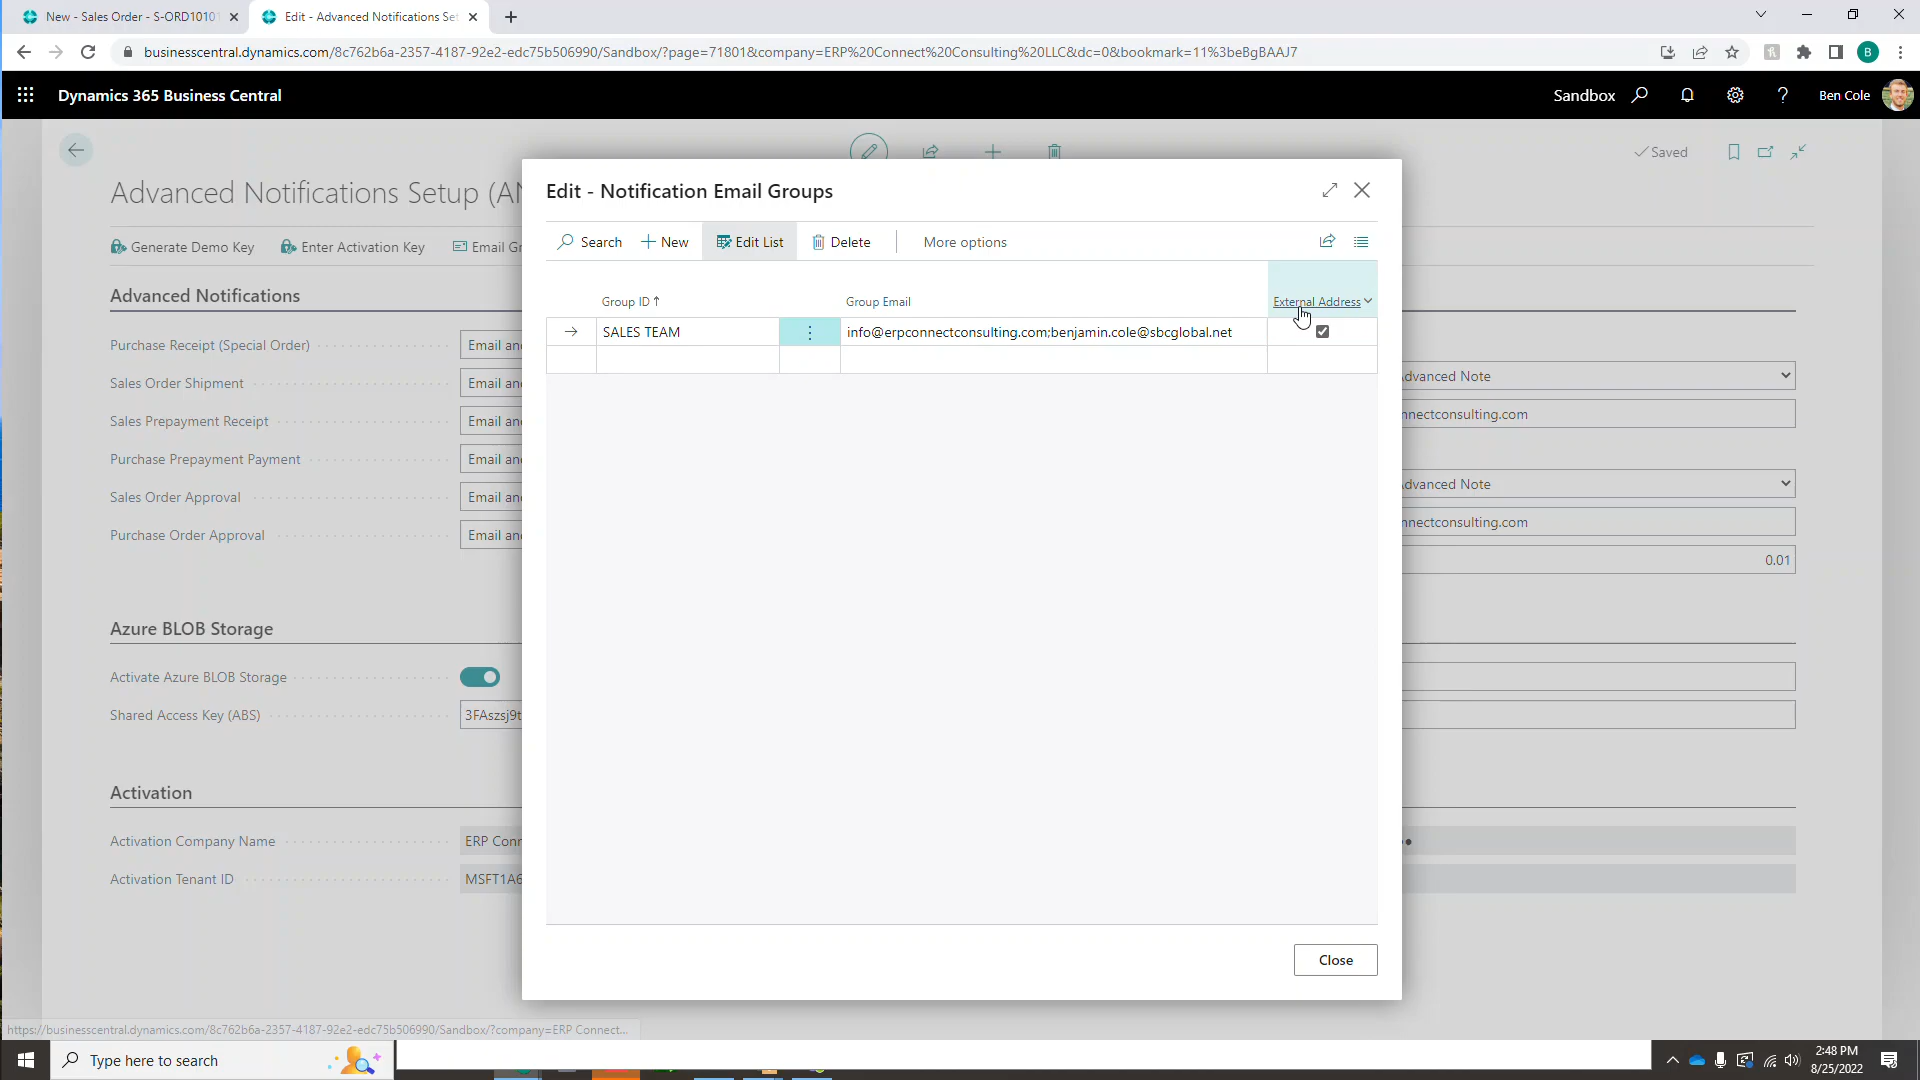 New - Sales Order - S-ORD1010
Edit - Advanced Notifications Set
businesscentral.dynamics.com/8c762b6a-2357-4187-92e2-edc75b506990/Sandbox/?page=71801&company=ERP%20Connect%20Consulting%20LLC&dc=0&bookmark=11%3beBgBAAJ7
B
Dynamics 365 Business Central
Sandbox
Ben Cole
Saved
Advanced Notifications Setup (AN
Generate Demo Key
Enter Activation Key
Email Gr
Advanced Notifications
Purchase Receipt (Special Order)
Email an
Sales Order Shipment
Email an
Sales Prepayment Receipt
Email an
Purchase Prepayment Payment
Email an
Sales Order Approval
Email an
Purchase Order Approval
Email an
dvanced Note
nnectconsulting.com
dvanced Note
nnectconsulting.com
0.01
Azure BLOB Storage
Activate Azure BLOB Storage
Shared Access Key (ABS)
3FAszsj9t
Activation
Activation Company Name
ERP Conn
Activation Tenant ID
MSFT1A6
Edit - Notification Email Groups
Search
New
Edit List
Delete
More options
Group ID ↑
Group Email
External Address
SALES TEAM
info@erpconnectconsulting.com;benjamin.cole@sbcglobal.net
Close
https://businesscentral.dynamics.com/8c762b6a-2357-4187-92e2-edc75b506990/Sandbox/?company=ERP Connect...
Type here to search
2:48 PM
8/25/2022